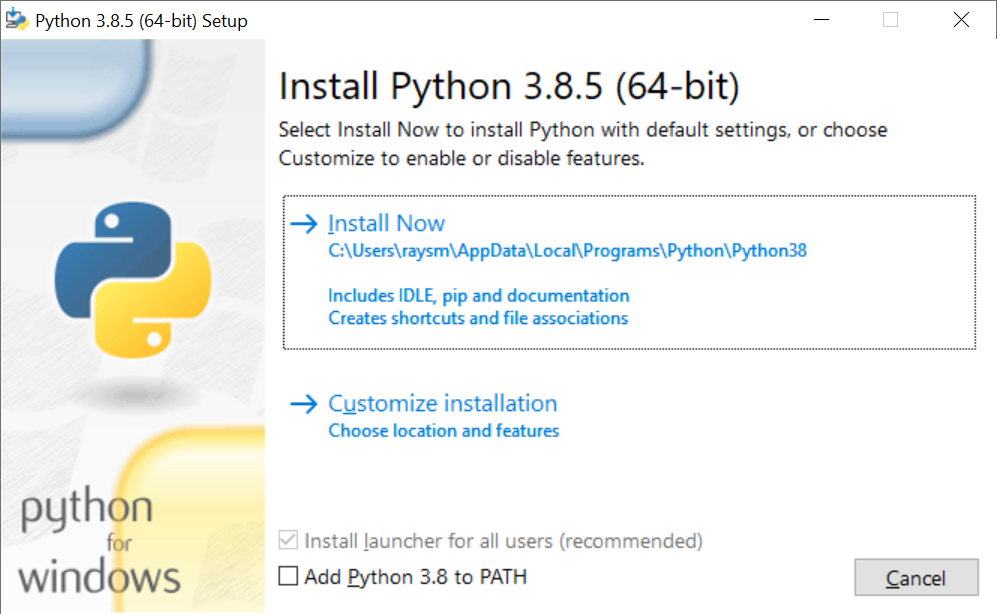 Python 3.8.5 (64-bit) Setup
Install Python 3.8.5 (64-bit)
Select Install Now to install Python with default settings, or choose
Customize to enable or disable features.
Install Now
C:\Users\raysm\AppData\Local\Programs\Python\Python38
Includes IDLE, pip and documentation
Creates shortcuts and file associations
Customize installation
Choose location and features
python
for
windows
Install launcher for all users (recommended)
Add Python 3.8 to PATH
Cancel